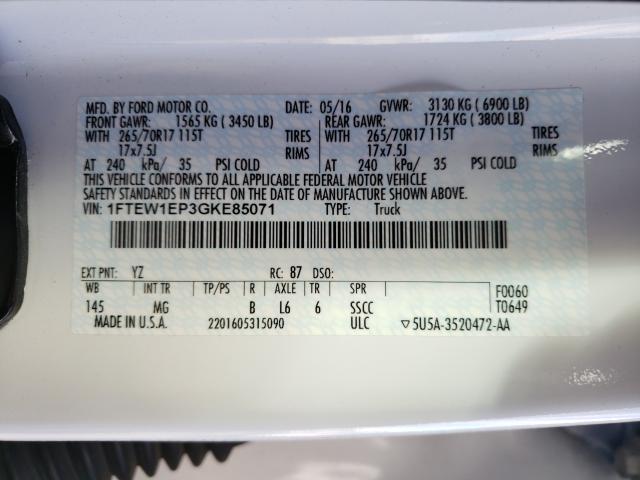 MFD. BY FORD MOTOR CO. DATE: 05/16 GVWR: 3130 KG ( 6900 LB)
FRONT GAWR: 1565 KG ( 3450 LB) REAR GAWR: 1724 KG ( 3800 LB)
WITH 265/70R17 115T TIRES WITH 265/70R17 115T TIRES
17x7.5J RIMS 17x7.5J RIMS
AT 240 kPa/ 35 PSI COLD AT 240 kPa/ 35 PSI COLD
THIS VEHICLE CONFORMS TO ALL APPLICABLE FEDERAL MOTOR VEHICLE
SAFETY STANDARDS IN EFFECT ON THE DATE OF MANUFACTURE SHOWN ABOVE.
VIN: 1FTEW1EP3GKE85071 TYPE: Truck
EXT PNT: YZ RC: 87 DSO:
WB INT TR TP/PS R AXLE TR SPR F0060
145 MG B L6 6 SSCC T0649
MADE IN U.S.A. 2201605315090 ULC ▽5U5A-3520472-AA